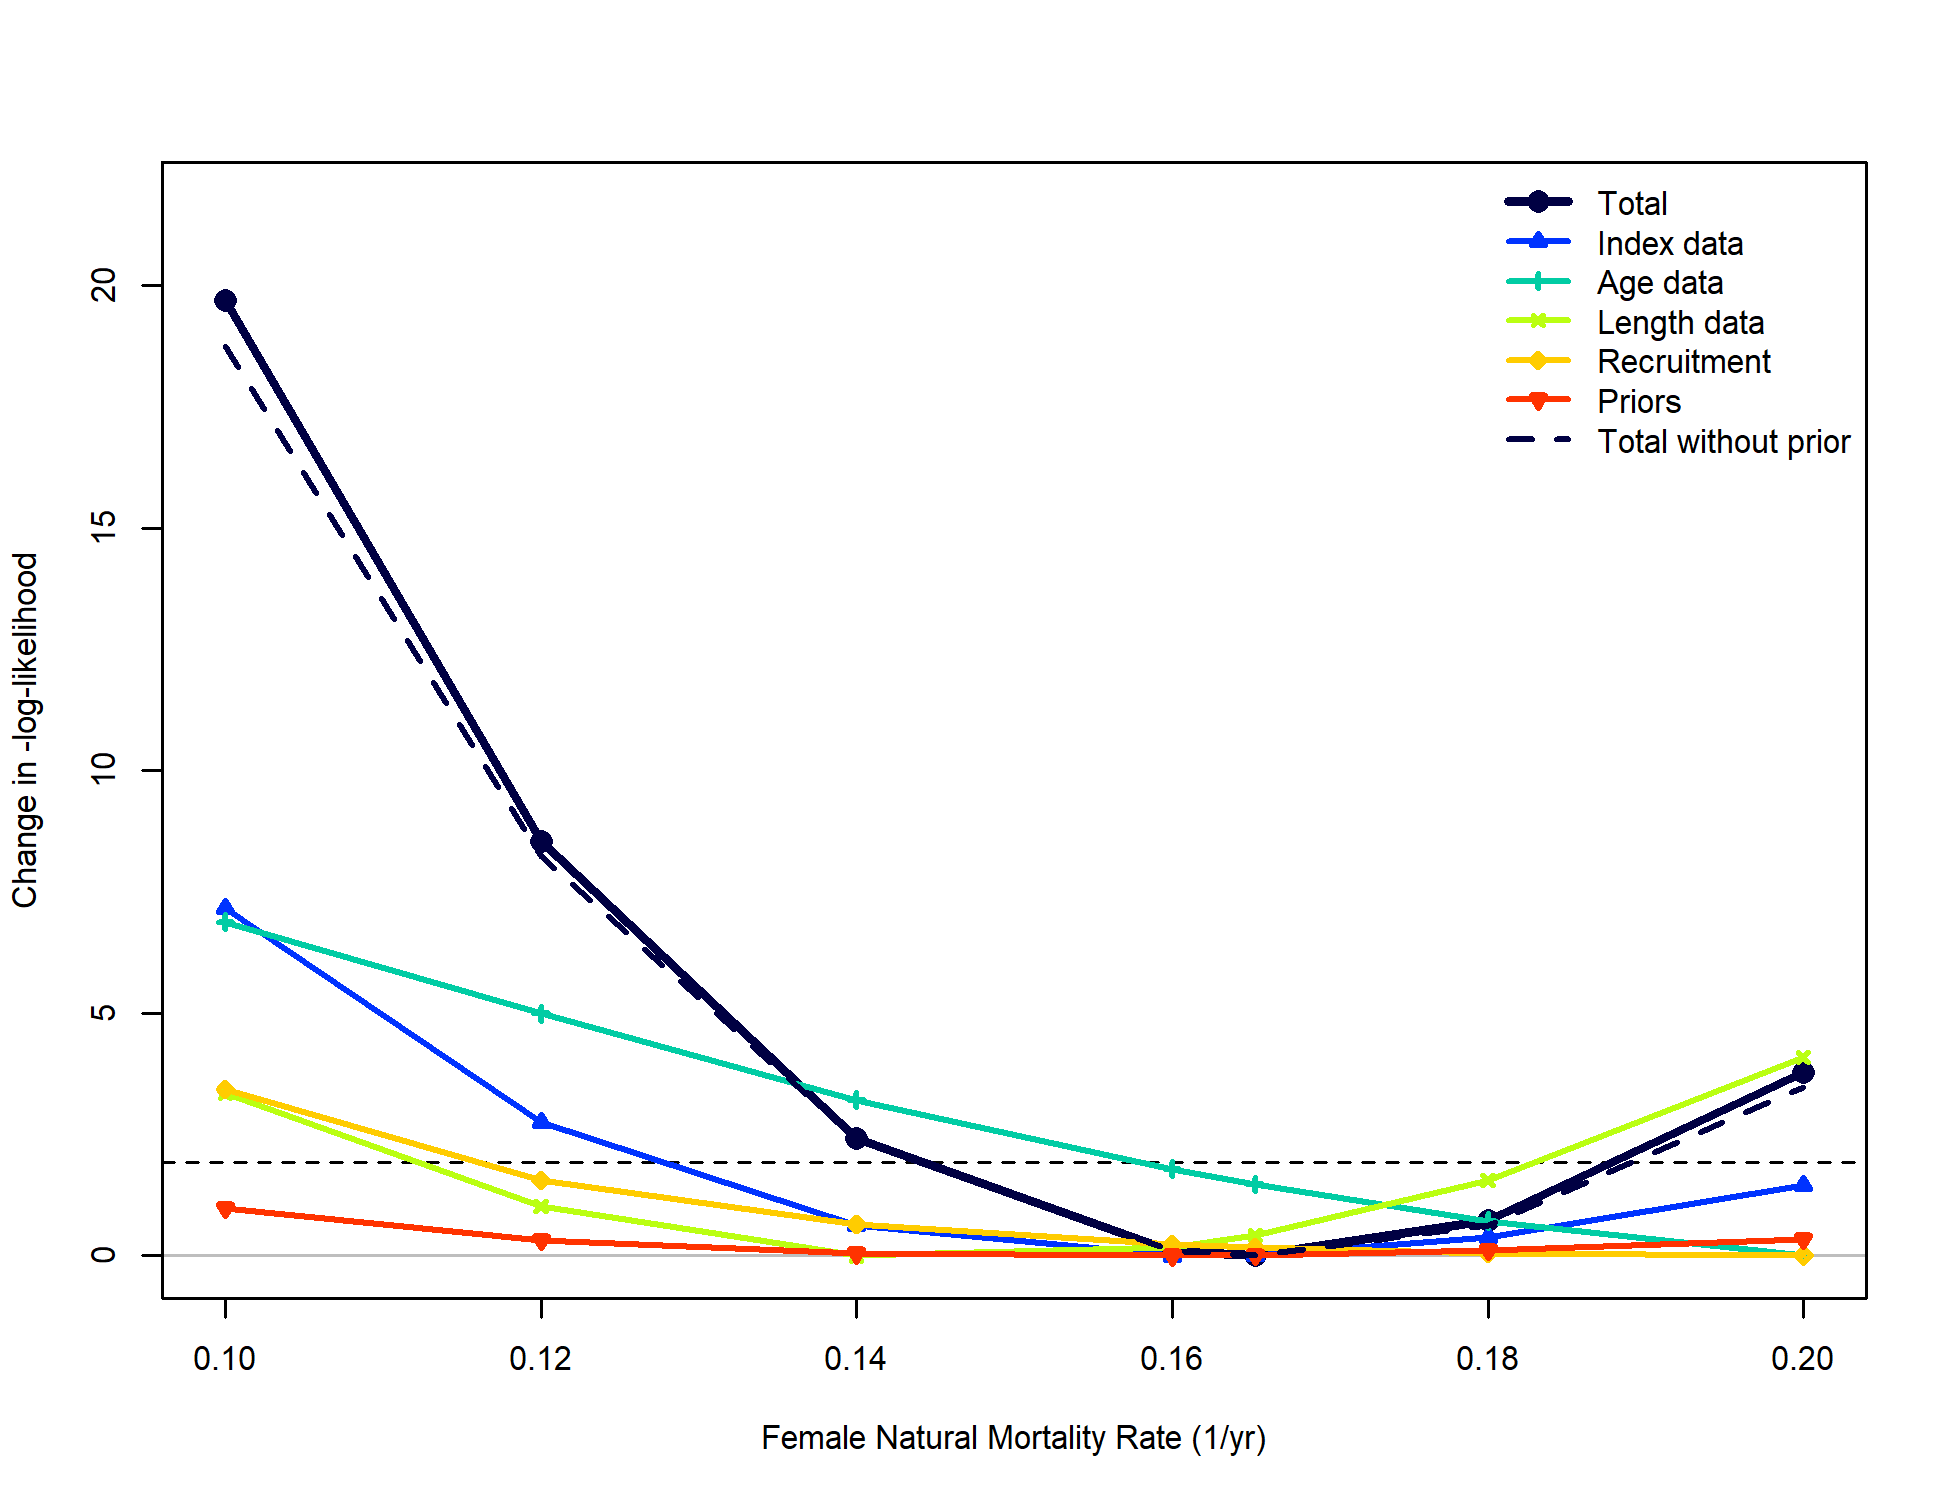 Total
Index data
Age data
Length data
Recruitment
Priors
Total without prior
Change in -log-likelihood
20
15
10
5
0
0.10 0.12 0.14 0.16 0.18 0.20
Female Natural Mortality Rate (1/yr)